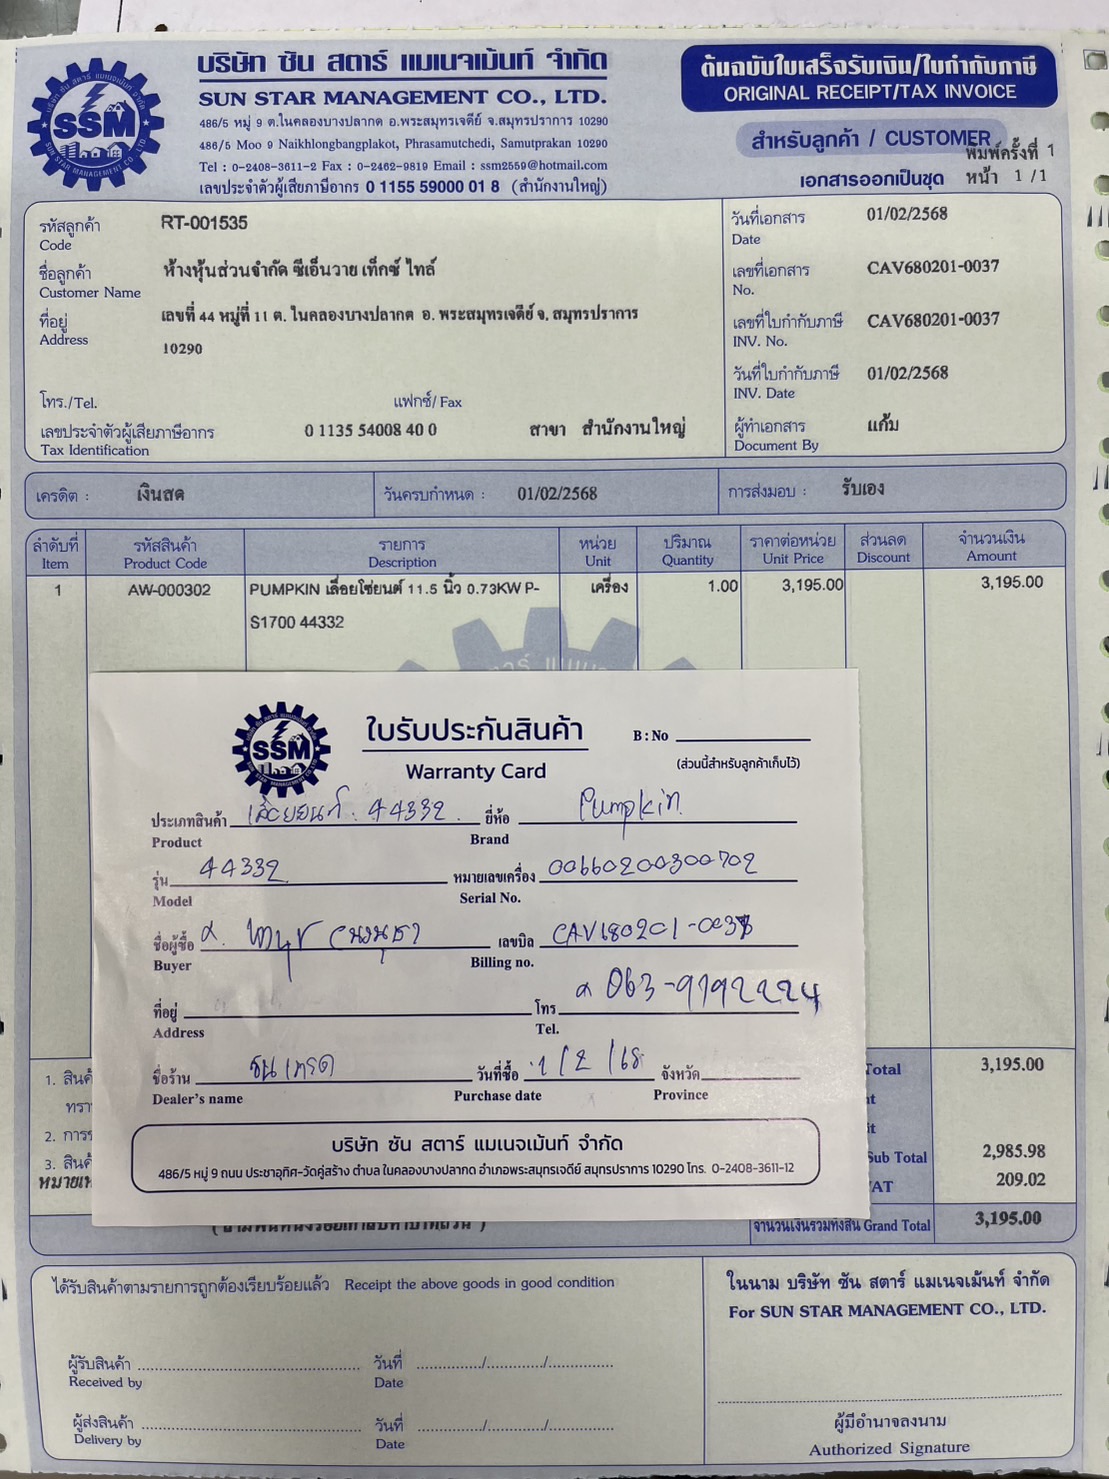 บริษัท ซัน สตาร์ แมเนจเม้นท์ จำกัด
SUN STAR MANAGEMENT CO., LTD.
486/5 หมู่ 9 ต.ในคลองบางปลากด อ.พระสมุทรเจดีย์ จ.สมุทรปราการ 10290
486/5 Moo 9 Naikhlongbangplakot, Phrasamutchedi, Samutprakan 10290
Tel : 0-2408-3611-2 Fax : 0-2462-9819 Email : ssm2559@hotmail.com
เลขประจำตัวผู้เสียภาษีอากร 0 1155 59000 01 8 (สำนักงานใหญ่)
SSM
SUN STAR MANAGEMENT CO.,LTD.
ต้นฉบับใบเสร็จรับเงิน/ใบกำกับภาษี
ORIGINAL RECEIPT/TAX INVOICE
สำหรับลูกค้า / CUSTOMER
พิมพ์ครั้งที่ 1
เอกสารออกเป็นชุด หน้า 1 /1
รหัสลูกค้า RT-001535
Code
ชื่อลูกค้า ห้างหุ้นส่วนจำกัด ซีเอ็นวาย เท็กซ์ ไทล์
Customer Name
ที่อยู่ เลขที่ 44 หมู่ที่ 11 ต. ในคลองบางปลากด อ. พระสมุทรเจดีย์ จ. สมุทรปราการ
Address
10290
โทร./Tel. แฟกซ์/ Fax
เลขประจำตัวผู้เสียภาษีอากร 0 1135 54008 40 0 สาขา สำนักงานใหญ่
Tax Identification
วันที่เอกสาร 01/02/2568
Date
เลขที่เอกสาร CAV680201-0037
No.
เลขที่ใบกำกับภาษี CAV680201-0037
INV. No.
วันที่ใบกำกับภาษี 01/02/2568
INV. Date
ผู้ทำเอกสาร แก้ม
Document By
เครดิต : เงินสด วันครบกำหนด : 01/02/2568 การส่งมอบ : รับเอง
ลำดับที่ รหัสสินค้า รายการ หน่วย ปริมาณ ราคาต่อหน่วย ส่วนลด จำนวนเงิน
Item Product Code Description Unit Quantity Unit Price Discount Amount
1 AW-000302 PUMPKIN เลื่อยโซ่ยนต์ 11.5 นิ้ว 0.73KW P- เครื่อง 1.00 3,195.00 3,195.00
S1700 44332
SSM
ใบรับประกันสินค้า B : No
Warranty Card (ส่วนนี้สำหรับลูกค้าเก็บไว้)
ประเภทสินค้า เลื่อยยนต์ 44332 ยี่ห้อ Pumpkin
Product Brand
รุ่น 44332 หมายเลขเครื่อง 00660200300702
Model Serial No.
ชื่อผู้ซื้อ เลขบิล CAV680201-0037
Buyer Billing no.
ที่อยู่ โทร 063-9792224
Address Tel.
ชื่อร้าน วันที่ซื้อ 1/2/68 จังหวัด
Dealer's name Purchase date Province
บริษัท ซัน สตาร์ แมเนจเม้นท์ จำกัด
486/5 หมู่ 9 ถนน ประชาอุทิศ-วัดคู่สร้าง ตำบล ในคลองบางปลากด อำเภอพระสมุทรเจดีย์ สมุทรปราการ 10290 โทร. 0-2408-3611-12
Total 3,195.00
Sub Total 2,985.98
209.02
จำนวนเงินรวมทั้งสิ้น Grand Total 3,195.00
ได้รับสินค้าตามรายการถูกต้องเรียบร้อยแล้ว Receipt the above goods in good condition
ผู้รับสินค้า วันที่
Received by Date
ผู้ส่งสินค้า วันที่
Delivery by Date
ในนาม บริษัท ซัน สตาร์ แมเนจเม้นท์ จำกัด
For SUN STAR MANAGEMENT CO., LTD.
ผู้มีอำนาจลงนาม
Authorized Signature